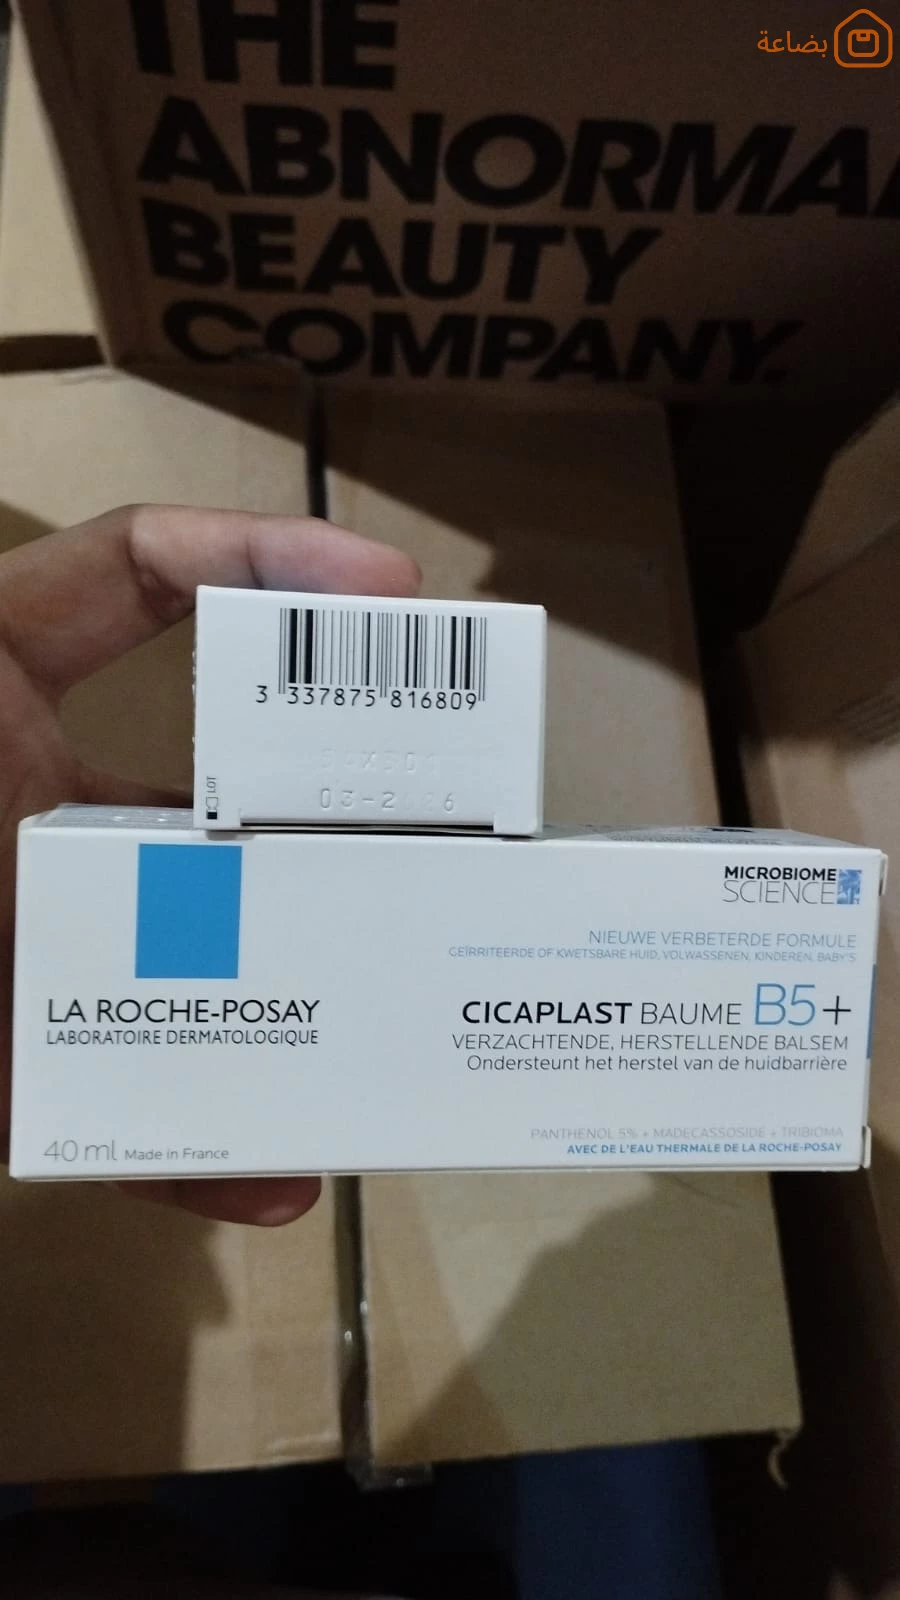 بضاعة
THE
ABNORMAL
BEAUTY
COMPANY.
3 337875 816809
LOT
MICROBIOME
SCIENCE
NIEUWE VERBETERDE FORMULE
GEÏRRITEERDE OF KWETSBARE HUID, VOLWASSENEN, KINDEREN, BABY'S
LA ROCHE-POSAY
LABORATOIRE DERMATOLOGIQUE
CICAPLAST BAUME B5+
VERZACHTENDE, HERSTELLENDE BALSEM
Ondersteunt het herstel van de huidbarrière
40 ml Made in France
PANTHENOL 5% + MADECASSOSIDE + TRIBIOMA
AVEC DE L'EAU THERMALE DE LA ROCHE-POSAY